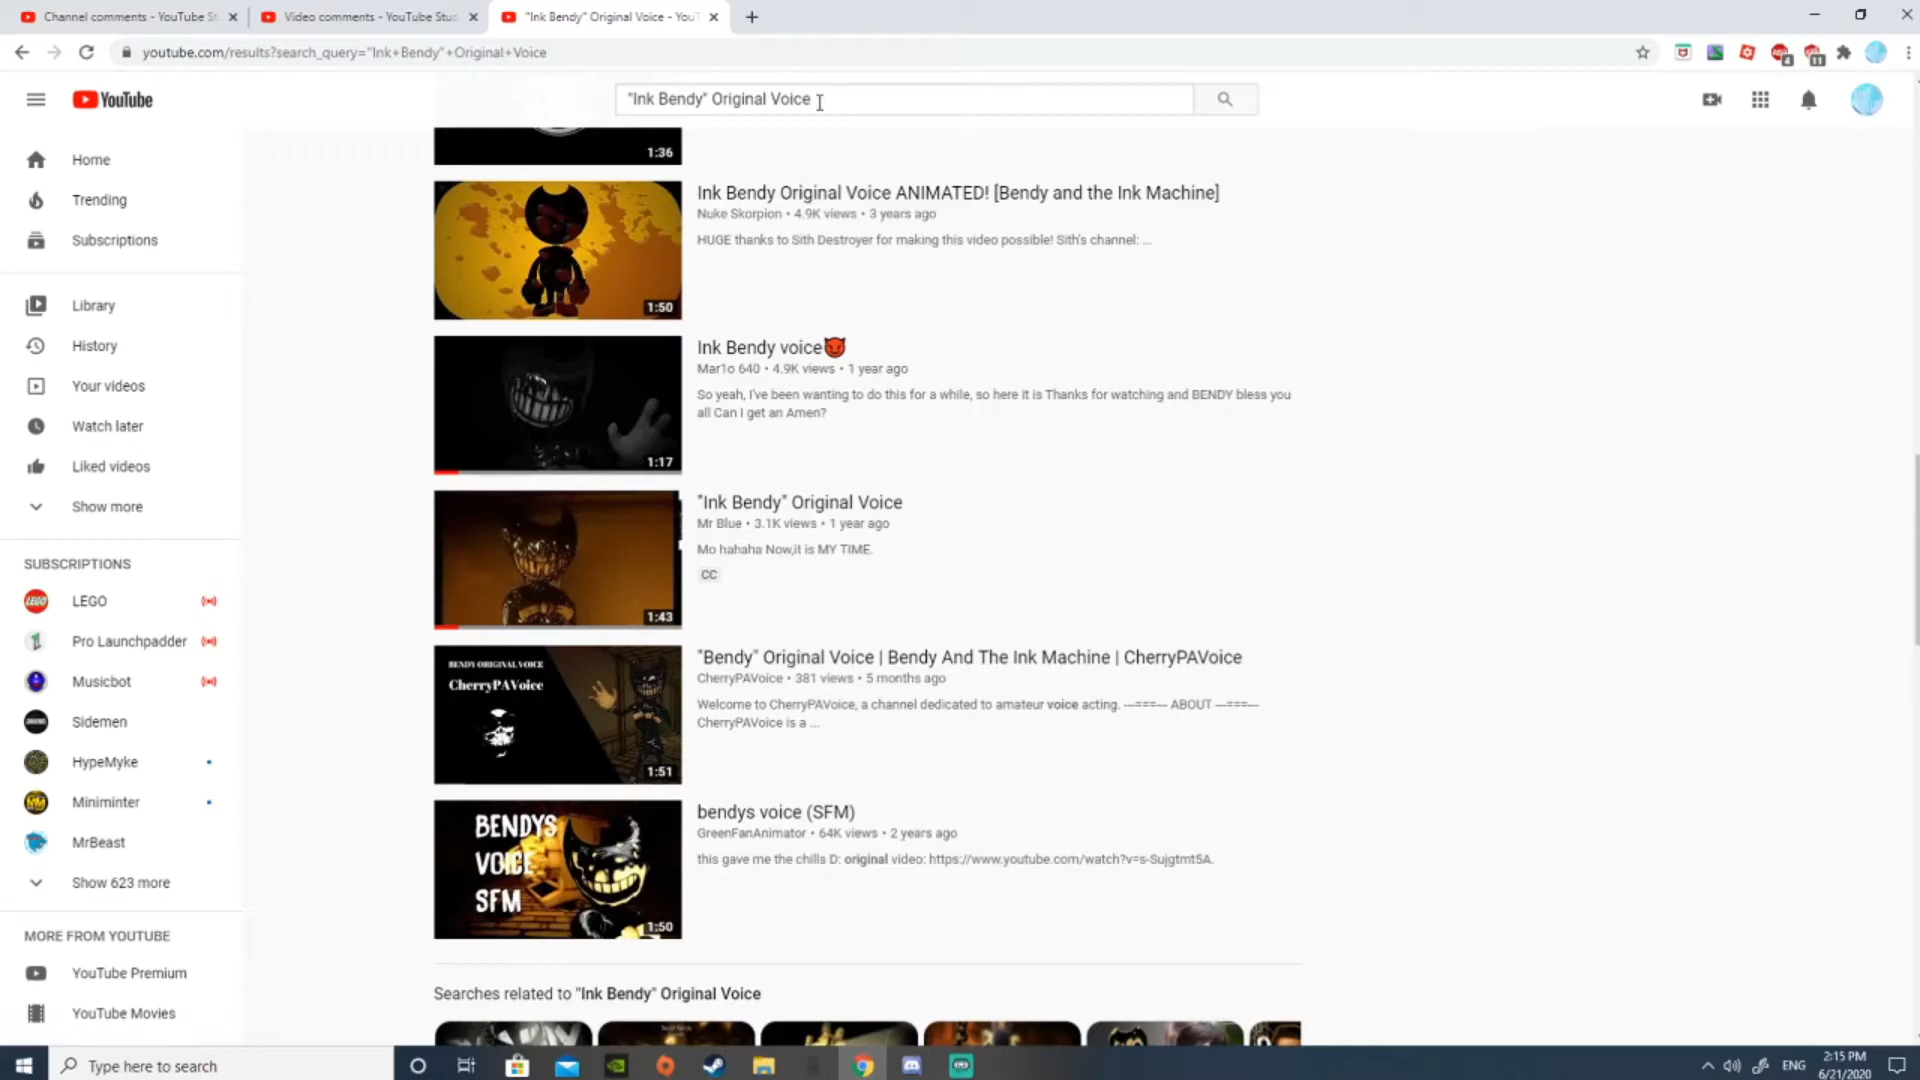 Channel comments - YouTube St
Video comments - YouTube Stud
"Ink Bendy" Original Voice - YouT
youtube.com/results?search_query="Ink+Bendy"+Original+Voice
4
11
YouTube
"Ink Bendy" Original Voice
Home
Trending
Subscriptions
Library
History
Your videos
Watch later
Liked videos
Show more
SUBSCRIPTIONS
LEGO
Pro Launchpadder
Musicbot
Sidemen
HypeMyke
Miniminter
MrBeast
Show 623 more
MORE FROM YOUTUBE
YouTube Premium
YouTube Movies
1:36
1:50
Ink Bendy Original Voice ANIMATED! [Bendy and the Ink Machine]
Nuke Skorpion • 4.9K views • 3 years ago
HUGE thanks to Sith Destroyer for making this video possible! Sith's channel: ...
1:17
Ink Bendy voice😈
Mar1o 640 • 4.9K views • 1 year ago
So yeah, I've been wanting to do this for a while, so here it is Thanks for watching and BENDY bless you
all Can I get an Amen?
1:43
"Ink Bendy" Original Voice
Mr Blue • 3.1K views • 1 year ago
Mo hahaha Now,it is MY TIME.
CC
BENDY ORIGINAL VOICE
CherryPAVoice
1:51
"Bendy" Original Voice | Bendy And The Ink Machine | CherryPAVoice
CherryPAVoice • 381 views • 5 months ago
Welcome to CherryPAVoice, a channel dedicated to amateur voice acting. ---===--- ABOUT ---===---
CherryPAVoice is a ...
BENDYS
VOICE
SFM
1:50
bendys voice (SFM)
GreenFanAnimator • 64K views • 2 years ago
this gave me the chills D: original video: https://www.youtube.com/watch?v=s-Sujgtmt5A.
Searches related to "Ink Bendy" Original Voice
Type here to search
ENG
2:15 PM
6/21/2020